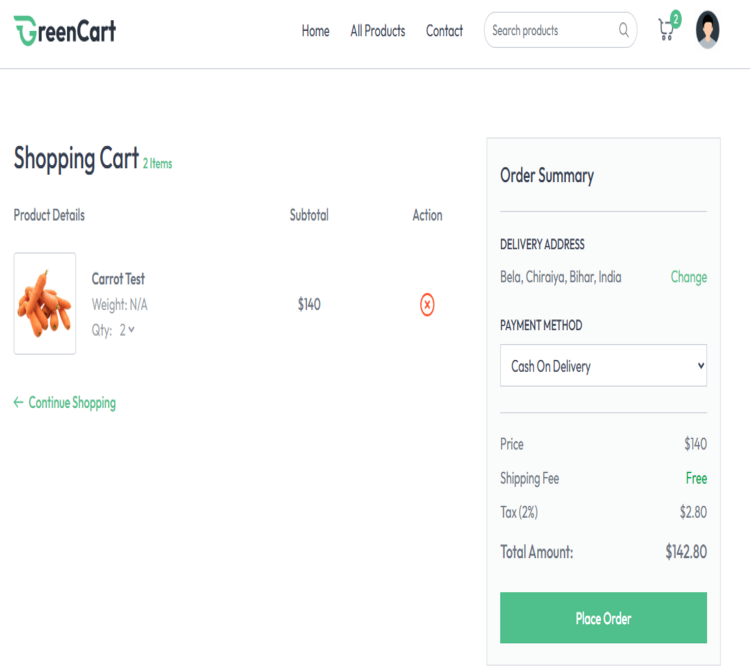 GreenCart
Home All Products Contact Search products 2
Shopping Cart 2 Items
Product Details Subtotal Action
Carrot Test
Weight: N/A
Qty: 2
$140
← Continue Shopping
Order Summary
DELIVERY ADDRESS
Bela, Chiraiya, Bihar, India Change
PAYMENT METHOD
Cash On Delivery
Price $140
Shipping Fee Free
Tax (2%) $2.80
Total Amount: $142.80
Place Order